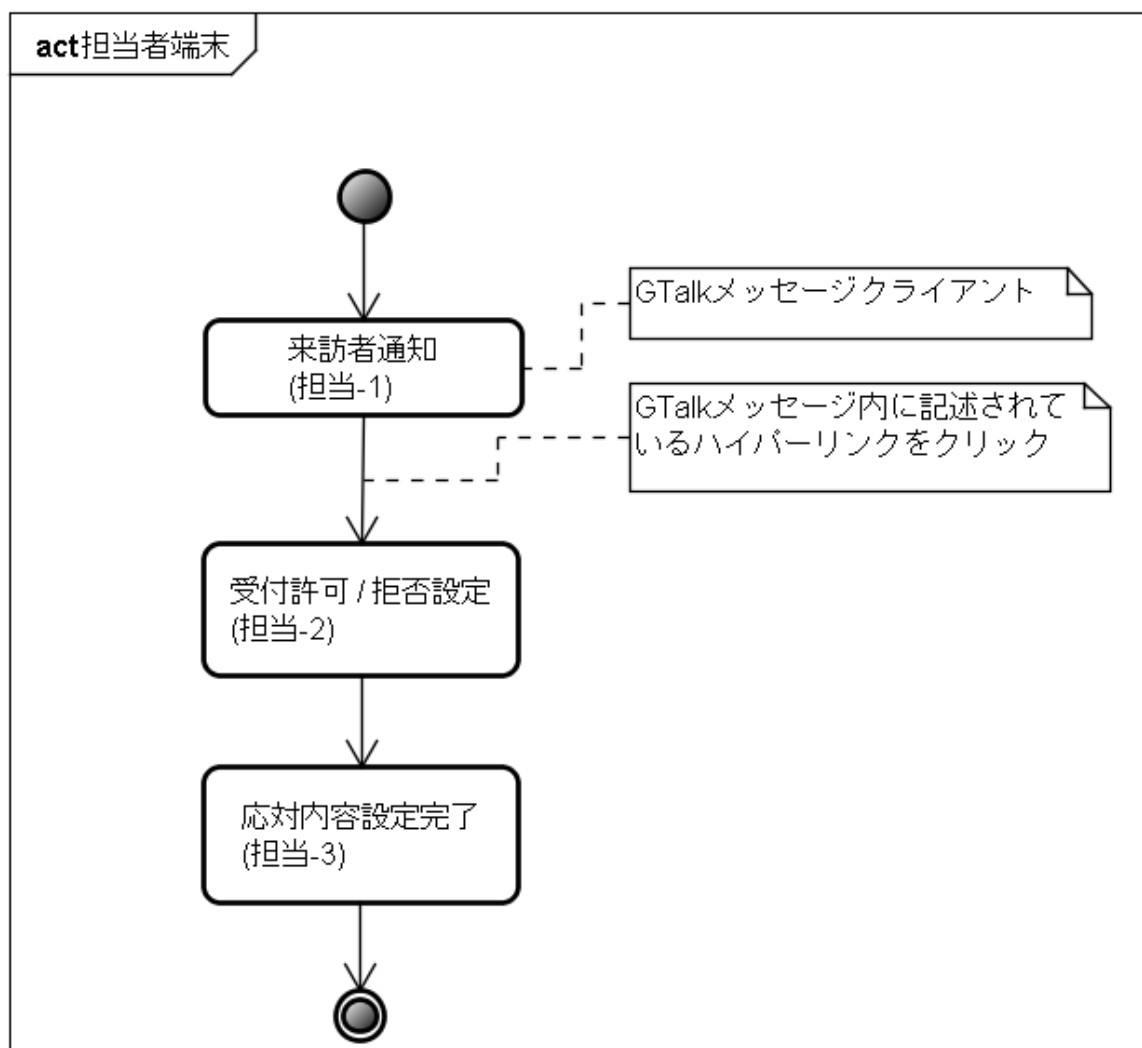 act担当者端末
GTalkメッセージクライアント
来訪者通知
(担当-1)
GTalkメッセージ内に記述されて
いるハイパーリンクをクリック
受付許可 / 拒否設定
(担当-2)
応対内容設定完了
(担当-3)